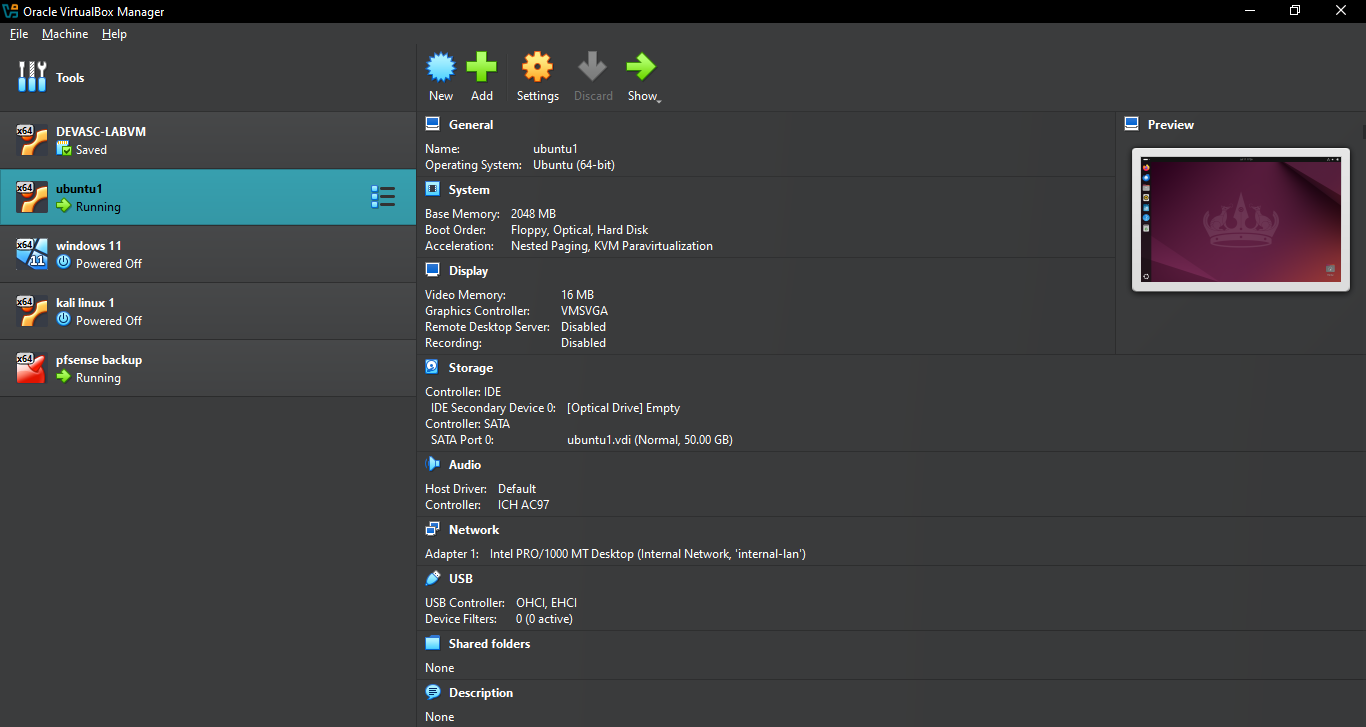 Oracle VirtualBox Manager
File Machine Help
Tools
New Add Settings Discard Show
x64 DEVASC-LABVM
Saved
x64 ubuntu1
Running
x64 11 windows 11
Powered Off
x64 kali linux 1
Powered Off
x64 pfsense backup
Running
General
Name: ubuntu1
Operating System: Ubuntu (64-bit)
System
Base Memory: 2048 MB
Boot Order: Floppy, Optical, Hard Disk
Acceleration: Nested Paging, KVM Paravirtualization
Display
Video Memory: 16 MB
Graphics Controller: VMSVGA
Remote Desktop Server: Disabled
Recording: Disabled
Storage
Controller: IDE
IDE Secondary Device 0: [Optical Drive] Empty
Controller: SATA
SATA Port 0: ubuntu1.vdi (Normal, 50.00 GB)
Audio
Host Driver: Default
Controller: ICH AC97
Network
Adapter 1: Intel PRO/1000 MT Desktop (Internal Network, 'internal-lan')
USB
USB Controller: OHCI, EHCI
Device Filters: 0 (0 active)
Shared folders
None
Description
None
Preview